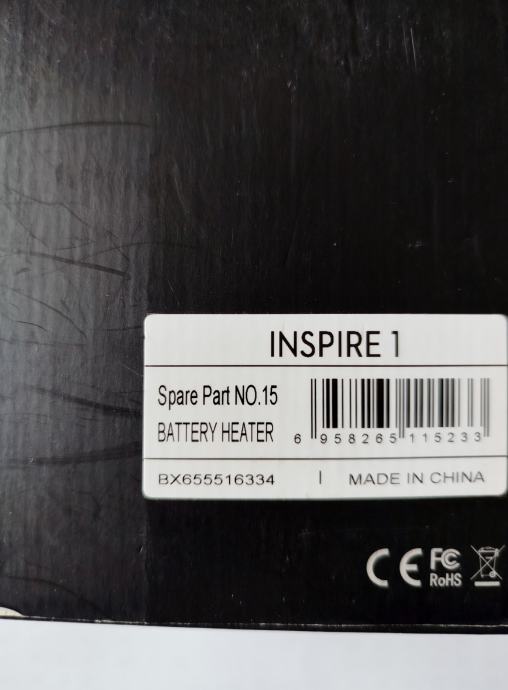 INSPIRE 1
Spare Part NO.15
BATTERY HEATER
6 958265 115233
BX655516334 | MADE IN CHINA
CE FC
RoHS